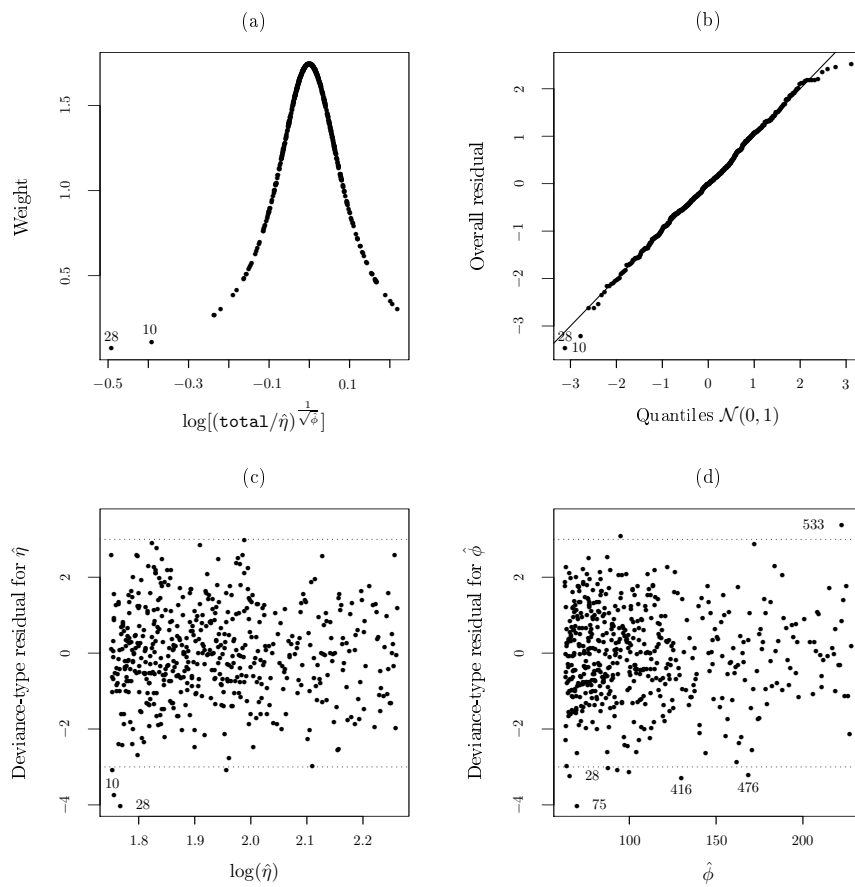 (a)
Weight
0.5 1.0 1.5
28
10
−0.5 −0.3 −0.1 0.1
log[(total/η̂)^{1/√φ̂}]
(b)
Overall residual
−3 −2 −1 0 1 2
28
10
−3 −2 −1 0 1 2 3
Quantiles 𝒩(0, 1)
(c)
Deviance-type residual for η̂
−4 −2 0 2
10
28
1.8 1.9 2.0 2.1 2.2
log(η̂)
(d)
Deviance-type residual for φ̂
−4 −2 0 2
533
28
75
416
476
100 150 200
φ̂